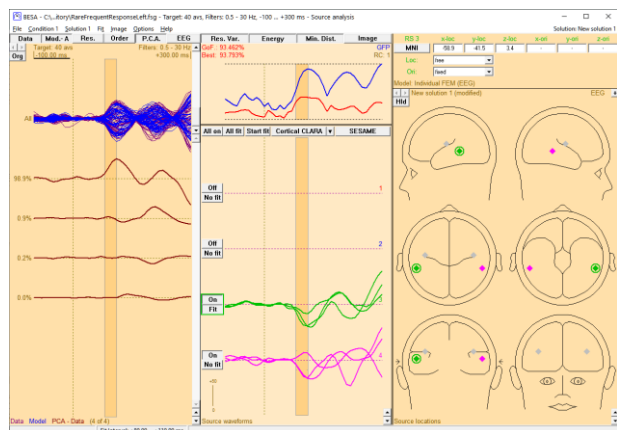 BESA - C:\...itory\RareFrequentResponseLeft.fsg - Target: 40 avs, Filters: 0.5 - 30 Hz, -100 ... +300 ms - Source analysis
File Condition 1 Solution 1 Fit Image Options Help Solution: New solution 1
Data Mod.- A Res. Order P.C.A. EEG
Res. Var. Energy Min. Dist. Image
Org
Target: 40 avs Filters: 0.5 - 30 Hz
-100.00 ms +300.00 ms
GeF: 93.462% GFP
Best: 93.793% RC: 1
RS:3 x-loc y-loc z-loc x-ori y-ori z-ori
MNI -58.9 -41.5 3.4 - - -
Loc: free
Ori: fixed
Model: Individual FEM (EEG)
New solution 1 (modified) EEG
Hld
All
98.9%
0.9%
0.2%
0.0%
All on All fit Start fit Cortical CLARA SESAME
Off
No fit
1
Off
No fit
2
On
Fit
On
No fit
4
Data Model PCA - Data (4 of 4)
Source waveforms
Source locations